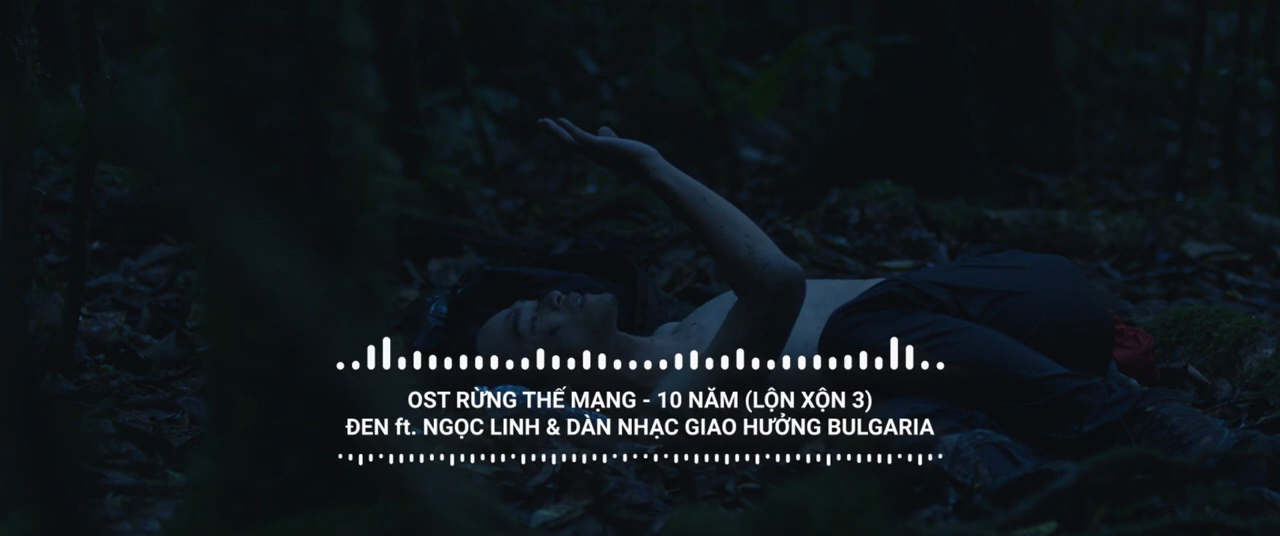 OST RỪNG THẾ MẠNG - 10 NĂM (LỘN XỘN 3)
ĐEN ft. NGỌC LINH & DÀN NHẠC GIAO HƯỞNG BULGARIA